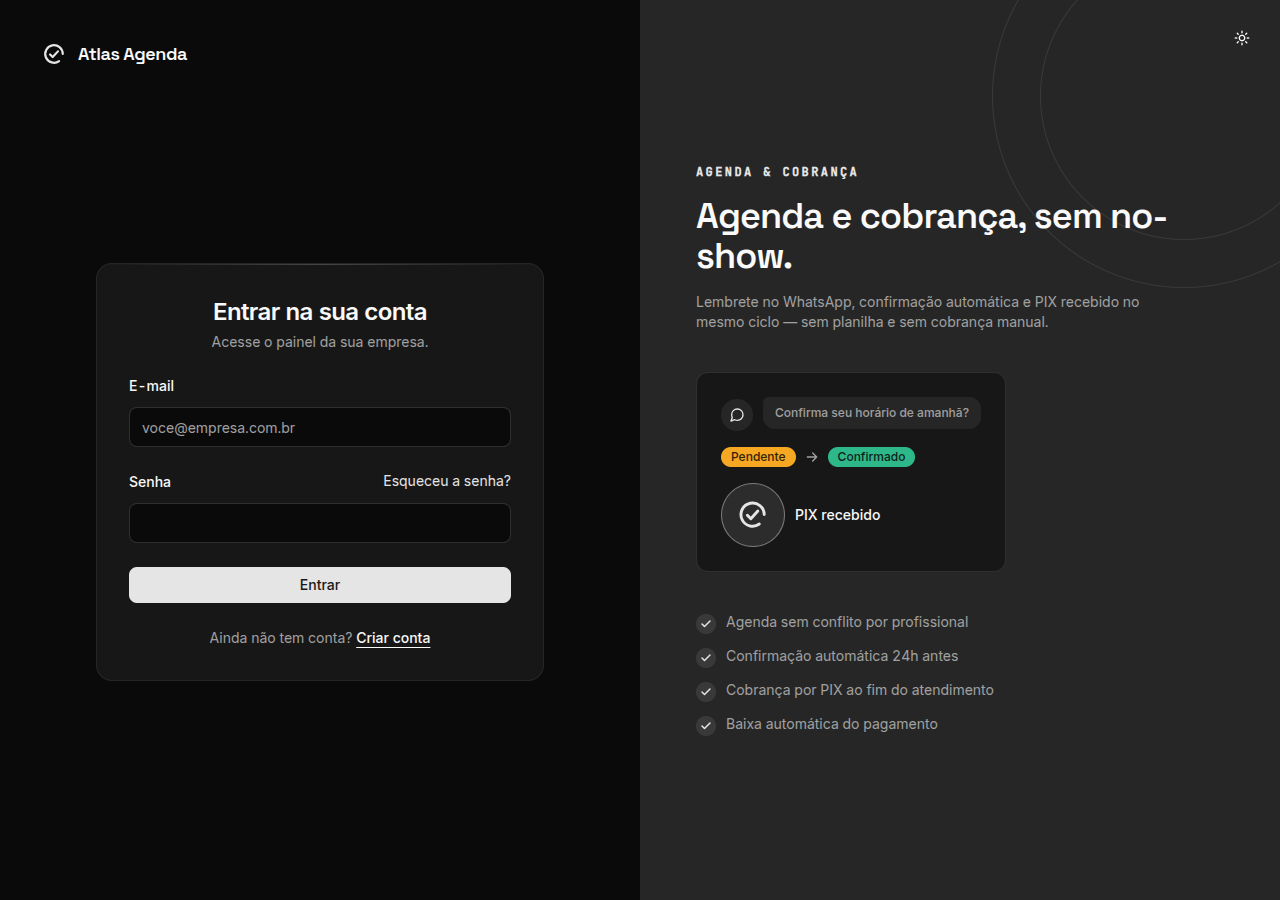 Atlas Agenda
Entrar na sua conta
Acesse o painel da sua empresa.
E-mail
voce@empresa.com.br
Senha
Esqueceu a senha?
Entrar
Ainda não tem conta? Criar conta
AGENDA & COBRANÇA
Agenda e cobrança, sem no-
show.
Lembrete no WhatsApp, confirmação automática e PIX recebido no
mesmo ciclo — sem planilha e sem cobrança manual.
Confirma seu horário de amanhã?
Pendente → Confirmado
PIX recebido
Agenda sem conflito por profissional
Confirmação automática 24h antes
Cobrança por PIX ao fim do atendimento
Baixa automática do pagamento